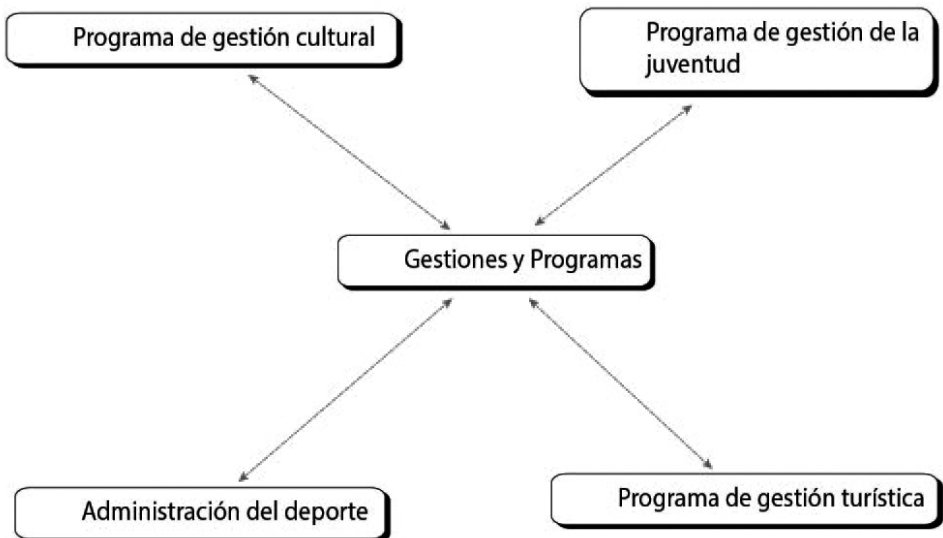 Programa de gestión cultural
Programa de gestión de la
juventud
Gestiones y Programas
Administración del deporte
Programa de gestión turística